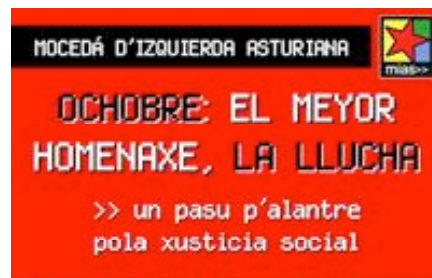 MOCEDÁ D'IZQUIERDA ASTURIANA
mias>>
OCHOBRE: EL MEYOR
HOMENAXE, LA LLUCHA
>> un pasu p'alantre
pola xusticia social